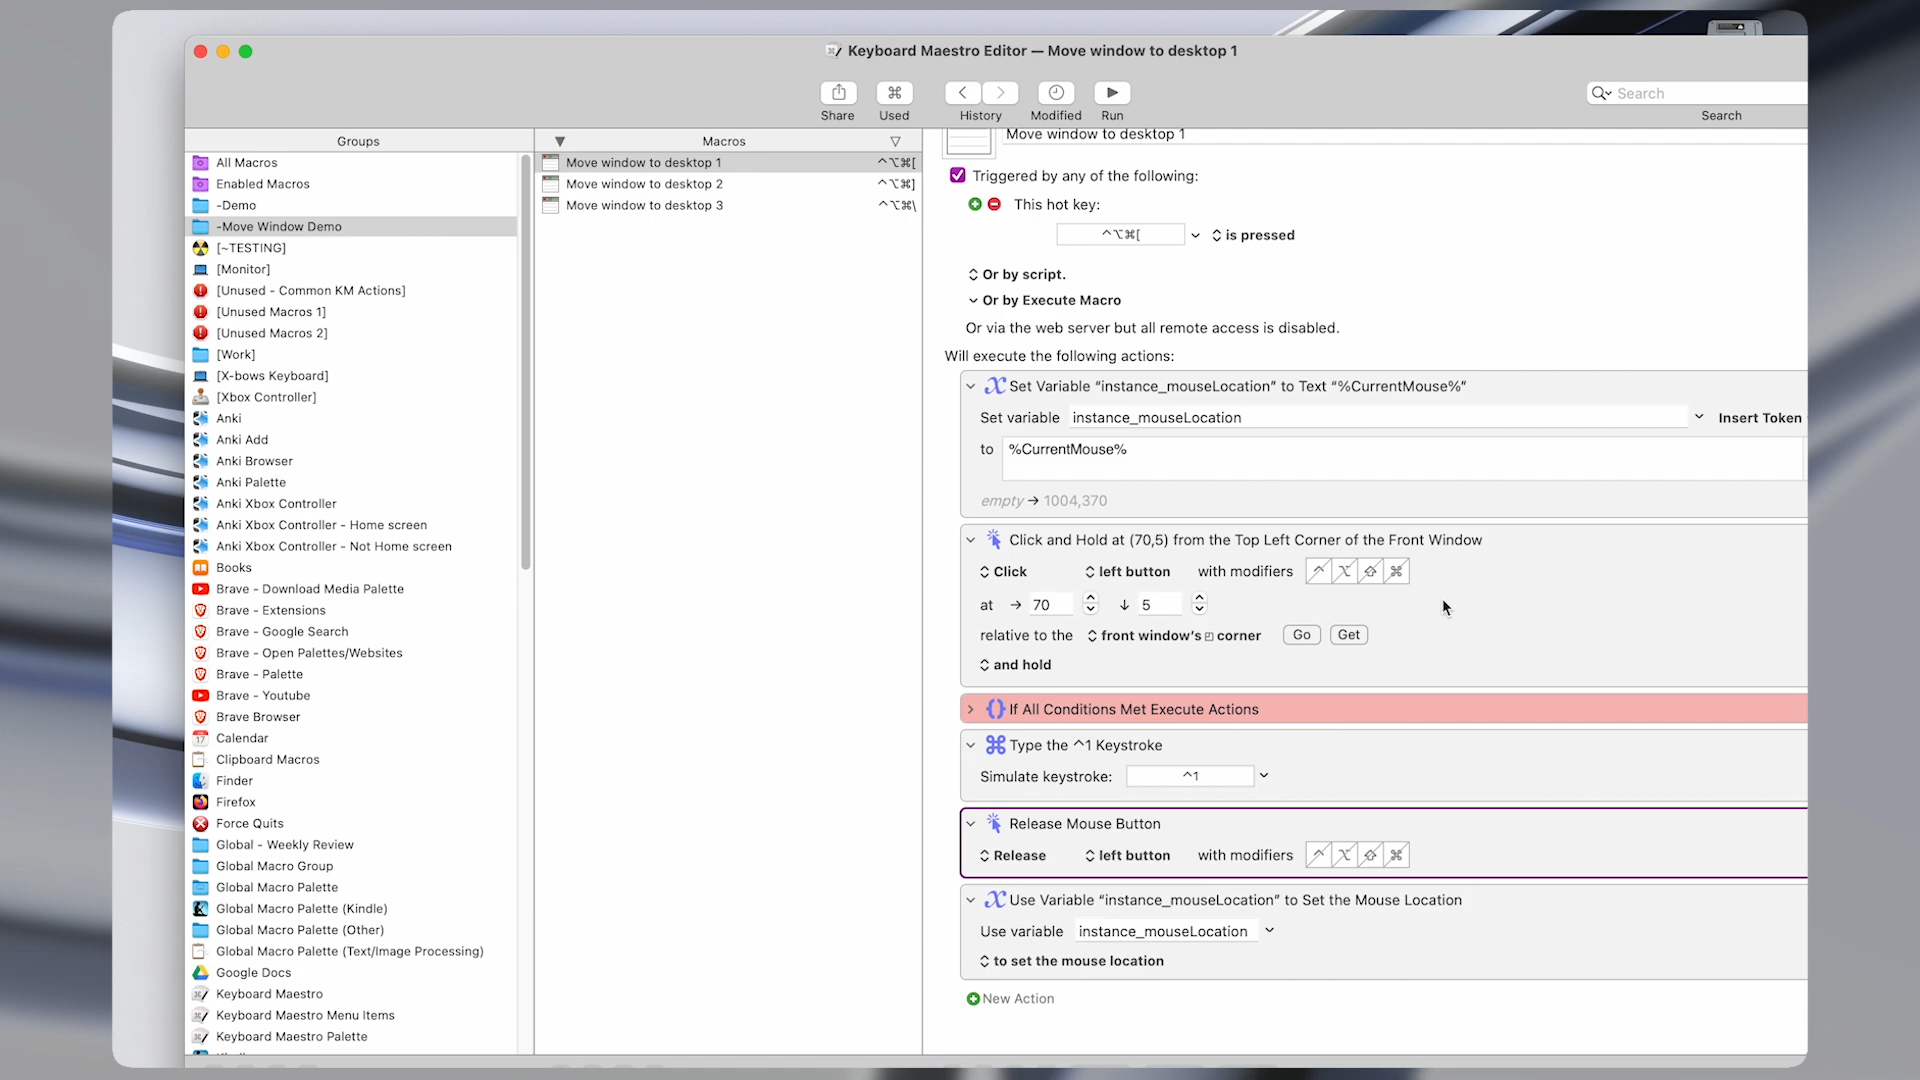 Keyboard Maestro Editor — Move window to desktop 1
Share
Used
History
Modified
Run
Search
Search
Groups
Macros
All Macros
Enabled Macros
-Demo
-Move Window Demo
[~TESTING]
[Monitor]
[Unused - Common KM Actions]
[Unused Macros 1]
[Unused Macros 2]
[Work]
[X-bows Keyboard]
[Xbox Controller]
Anki
Anki Add
Anki Browser
Anki Palette
Anki Xbox Controller
Anki Xbox Controller - Home screen
Anki Xbox Controller - Not Home screen
Books
Brave - Download Media Palette
Brave - Extensions
Brave - Google Search
Brave - Open Palettes/Websites
Brave - Palette
Brave - Youtube
Brave Browser
Calendar
Clipboard Macros
Finder
Firefox
Force Quits
Global - Weekly Review
Global Macro Group
Global Macro Palette
Global Macro Palette (Kindle)
Global Macro Palette (Other)
Global Macro Palette (Text/Image Processing)
Google Docs
Keyboard Maestro
Keyboard Maestro Menu Items
Keyboard Maestro Palette
Move window to desktop 1 ^⌥⌘[
Move window to desktop 2 ^⌥⌘]
Move window to desktop 3 ^⌥⌘\
Move window to desktop 1
Triggered by any of the following:
This hot key:
^⌥⌘[ is pressed
Or by script.
Or by Execute Macro
Or via the web server but all remote access is disabled.
Will execute the following actions:
Set Variable “instance_mouseLocation” to Text “%CurrentMouse%”
Set variable instance_mouseLocation Insert Token
to %CurrentMouse%
empty → 1004,370
Click and Hold at (70,5) from the Top Left Corner of the Front Window
Click left button with modifiers ^ ⌥ ⇧ ⌘
at → 70 ↓ 5
relative to the front window's corner Go Get
and hold
If All Conditions Met Execute Actions
Type the ^1 Keystroke
Simulate keystroke: ^1
Release Mouse Button
Release left button with modifiers ^ ⌥ ⇧ ⌘
Use Variable “instance_mouseLocation” to Set the Mouse Location
Use variable instance_mouseLocation
to set the mouse location
New Action